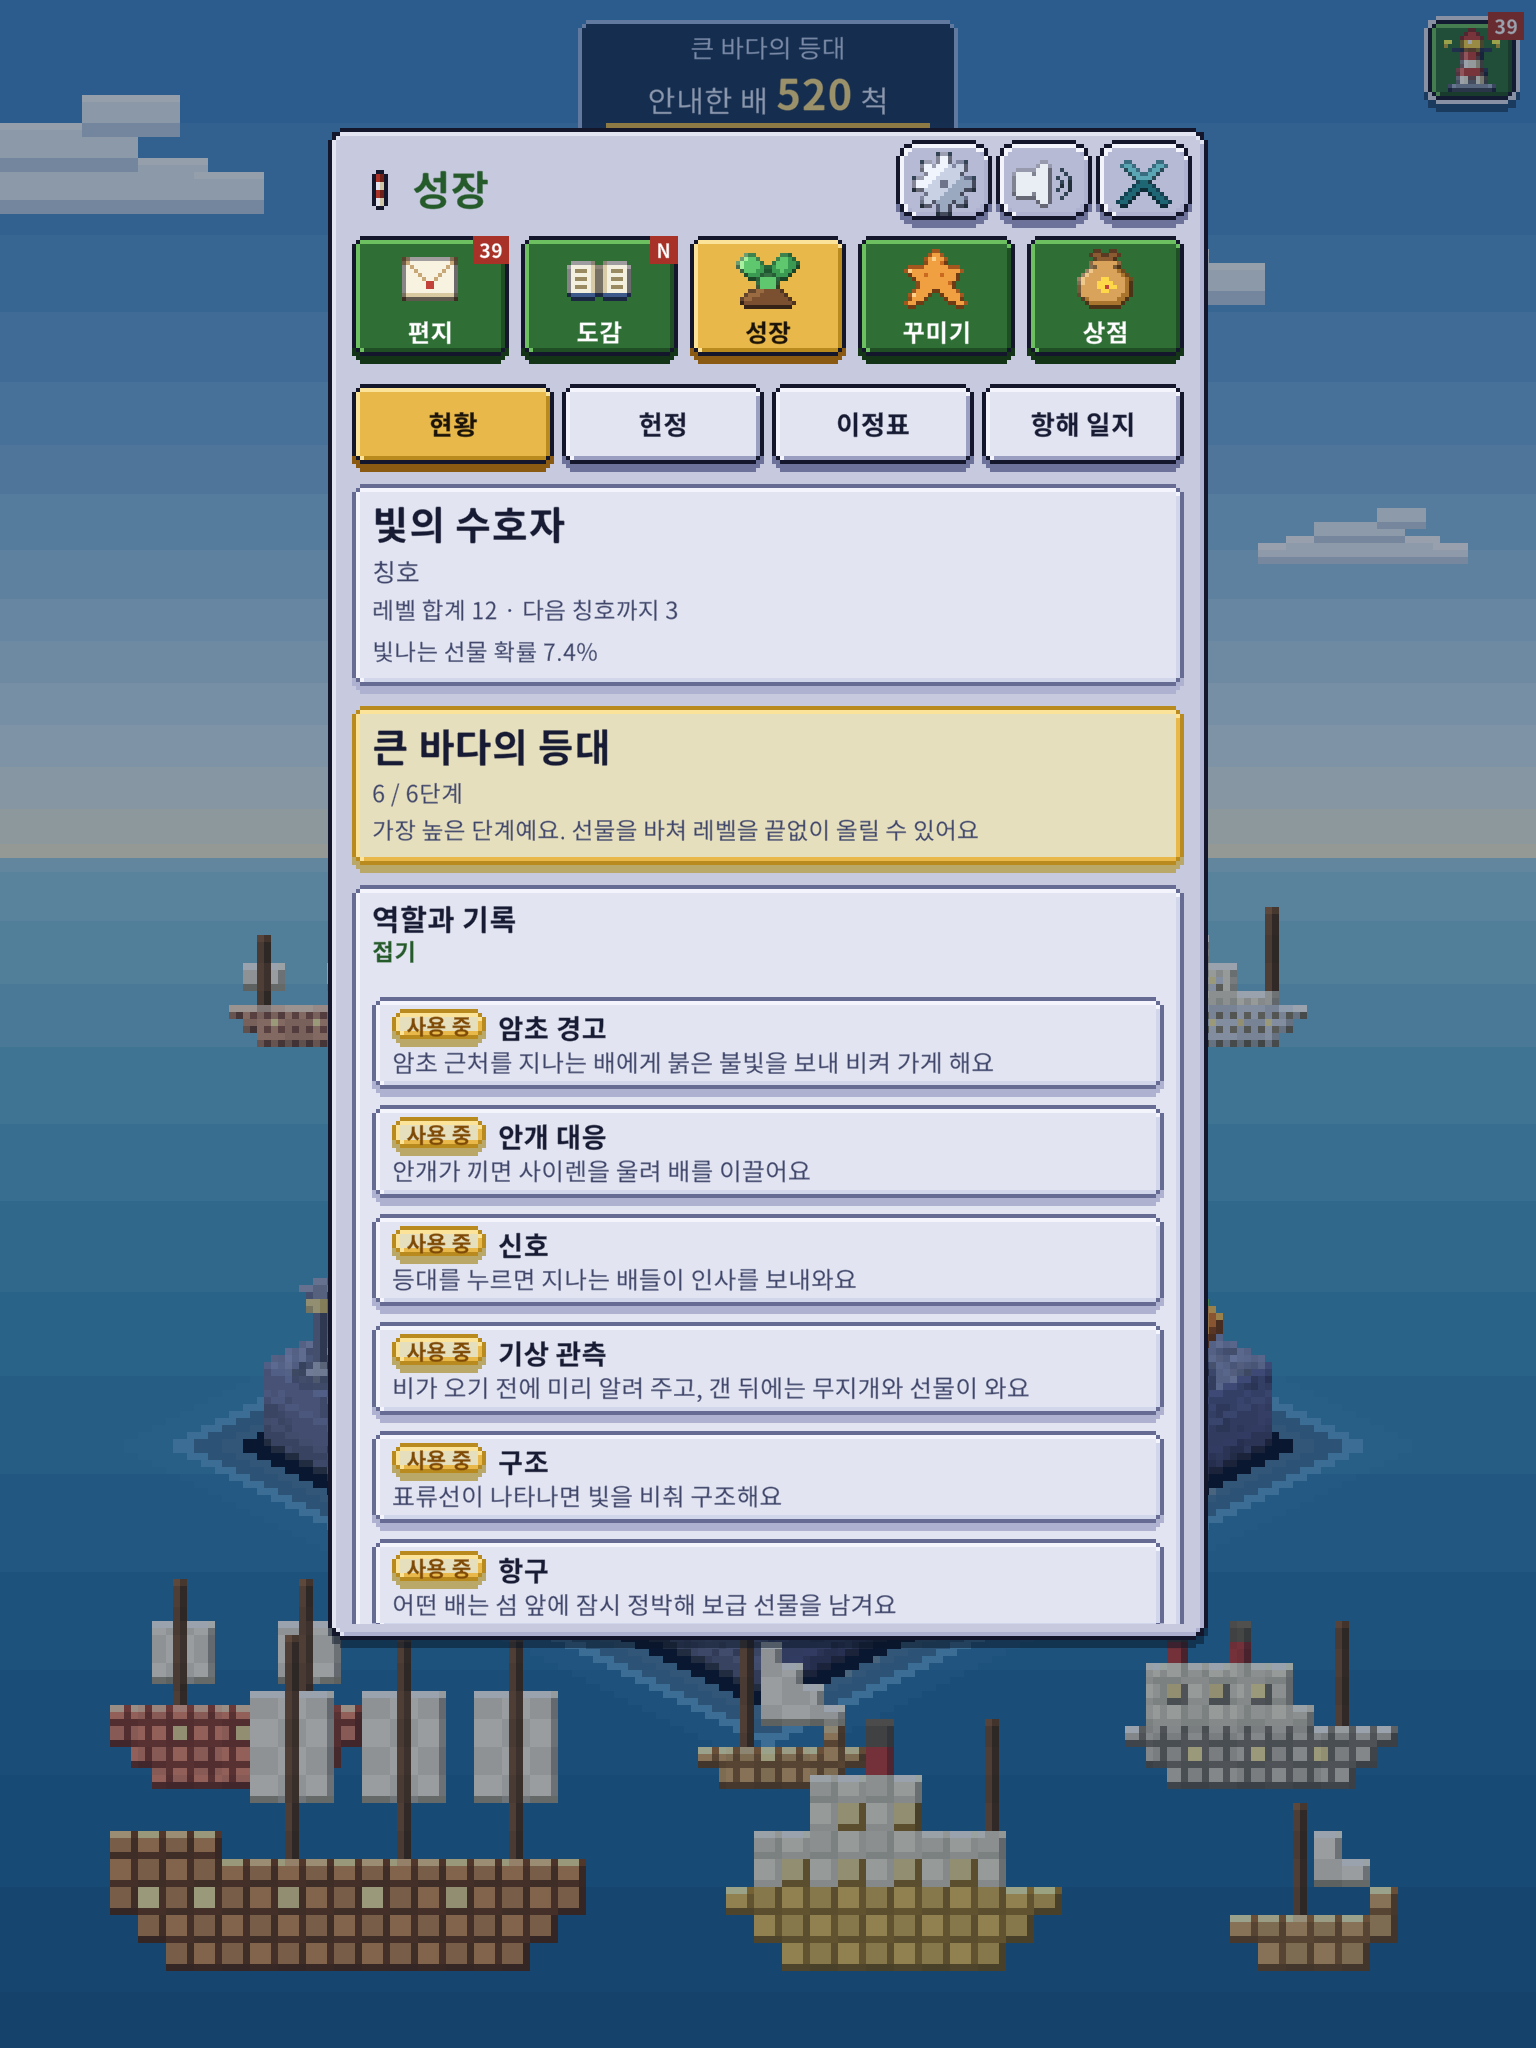 큰 바다의 등대
안내한 배 520 척
39
성장
39
편지
N
도감
성장
꾸미기
상점
현황
헌정
이정표
항해 일지
빛의 수호자
칭호
레벨 합계 12 · 다음 칭호까지 3
빛나는 선물 확률 7.4%
큰 바다의 등대
6 / 6단계
가장 높은 단계예요. 선물을 바쳐 레벨을 끝없이 올릴 수 있어요
역할과 기록
접기
사용 중 암초 경고
암초 근처를 지나는 배에게 붉은 불빛을 보내 비켜 가게 해요
사용 중 안개 대응
안개가 끼면 사이렌을 울려 배를 이끌어요
사용 중 신호
등대를 누르면 지나는 배들이 인사를 보내와요
사용 중 기상 관측
비가 오기 전에 미리 알려 주고, 갠 뒤에는 무지개와 선물이 와요
사용 중 구조
표류선이 나타나면 빛을 비춰 구조해요
사용 중 항구
어떤 배는 섬 앞에 잠시 정박해 보급 선물을 남겨요